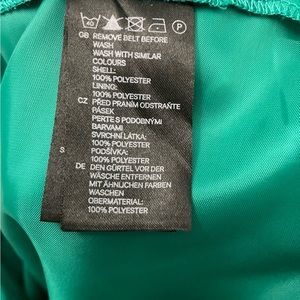 40 P
GB REMOVE BELT BEFORE
WASH
WASH WITH SIMILAR
COLOURS
SHELL:
100% POLYESTER
LINING:
100% POLYESTER
CZ PŘED PRANÍM ODSTRAŇTE
PÁSEK
PERTE S PODOBNÝMI
BARVAMI
SVRCHNÍ LÁTKA:
100% POLYESTER
S
PODŠÍVKA:
100% POLYESTER
DE DEN GÜRTEL VOR DER
WÄSCHE ENTFERNEN
MIT ÄHNLICHEN FARBEN
WASCHEN
OBERMATERIAL:
100% POLYESTER